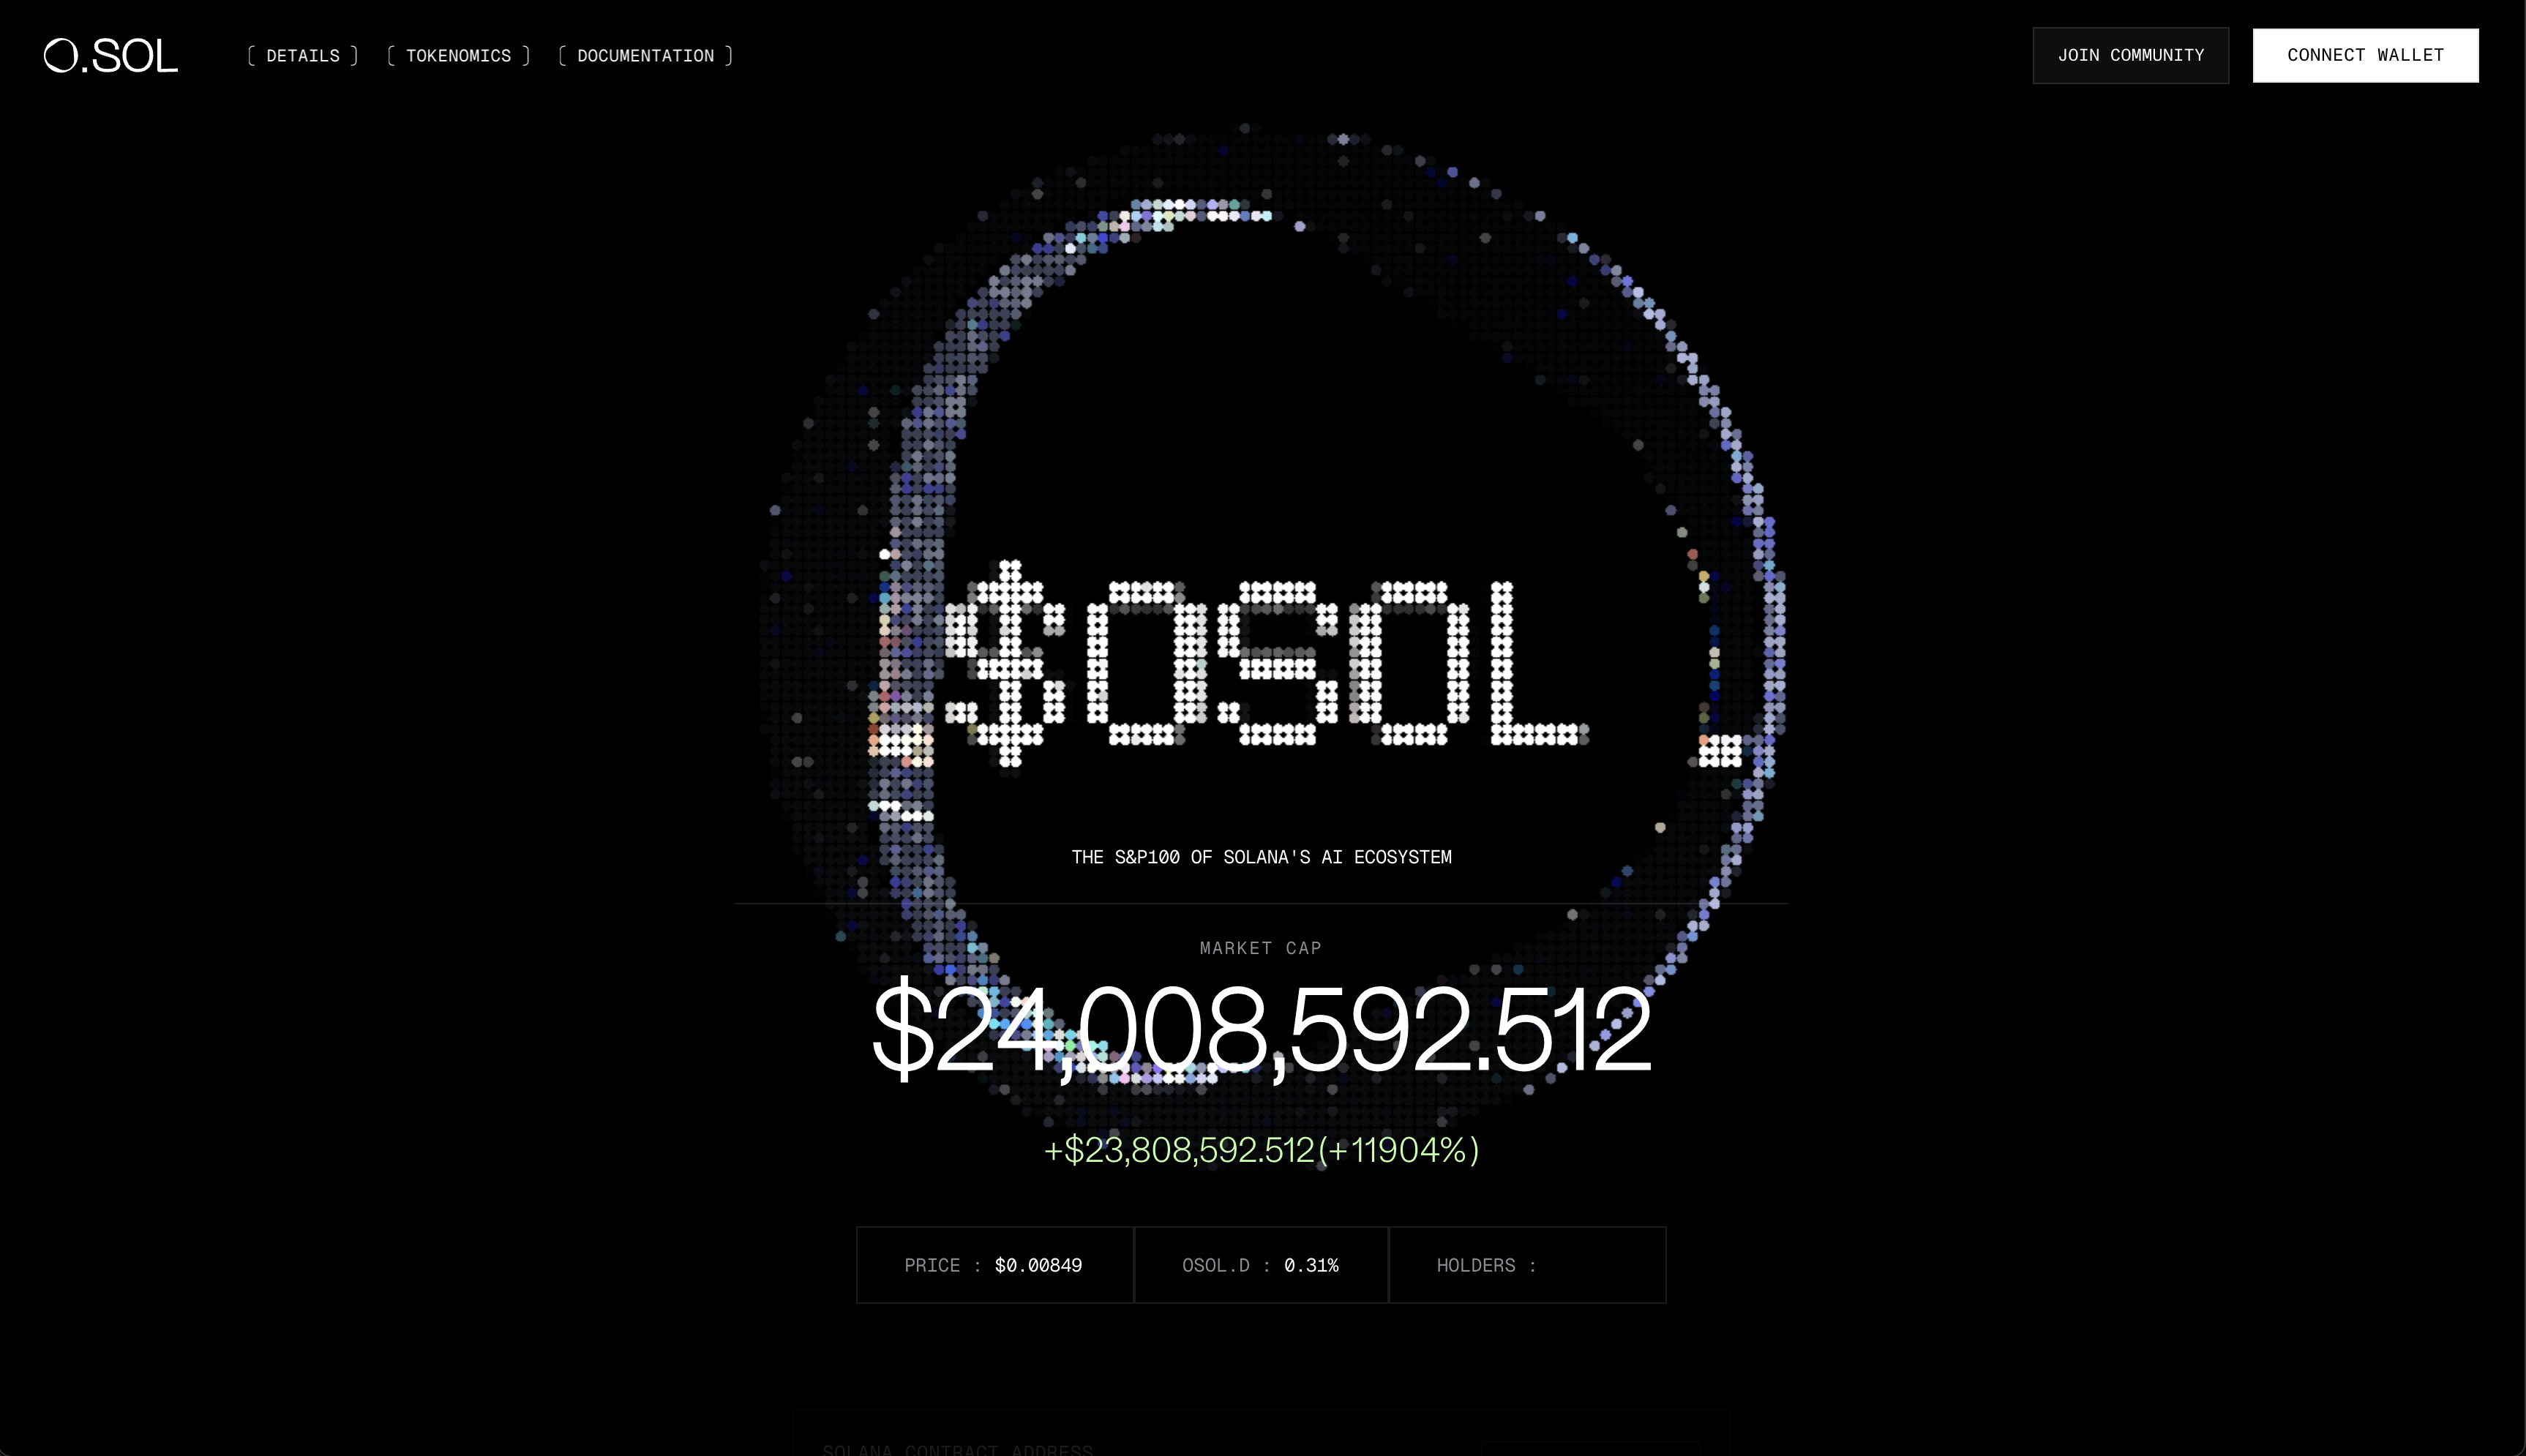 O.SOL
[ DETAILS ] [ TOKENOMICS ] [ DOCUMENTATION ]
JOIN COMMUNITY
CONNECT WALLET
$OSOL
THE S&P100 OF SOLANA'S AI ECOSYSTEM
MARKET CAP
$24,008,592.512
+$23,808,592.512(+11904%)
PRICE : $0.00849
OSOL.D : 0.31%
HOLDERS :
SOLANA CONTRACT ADDRESS